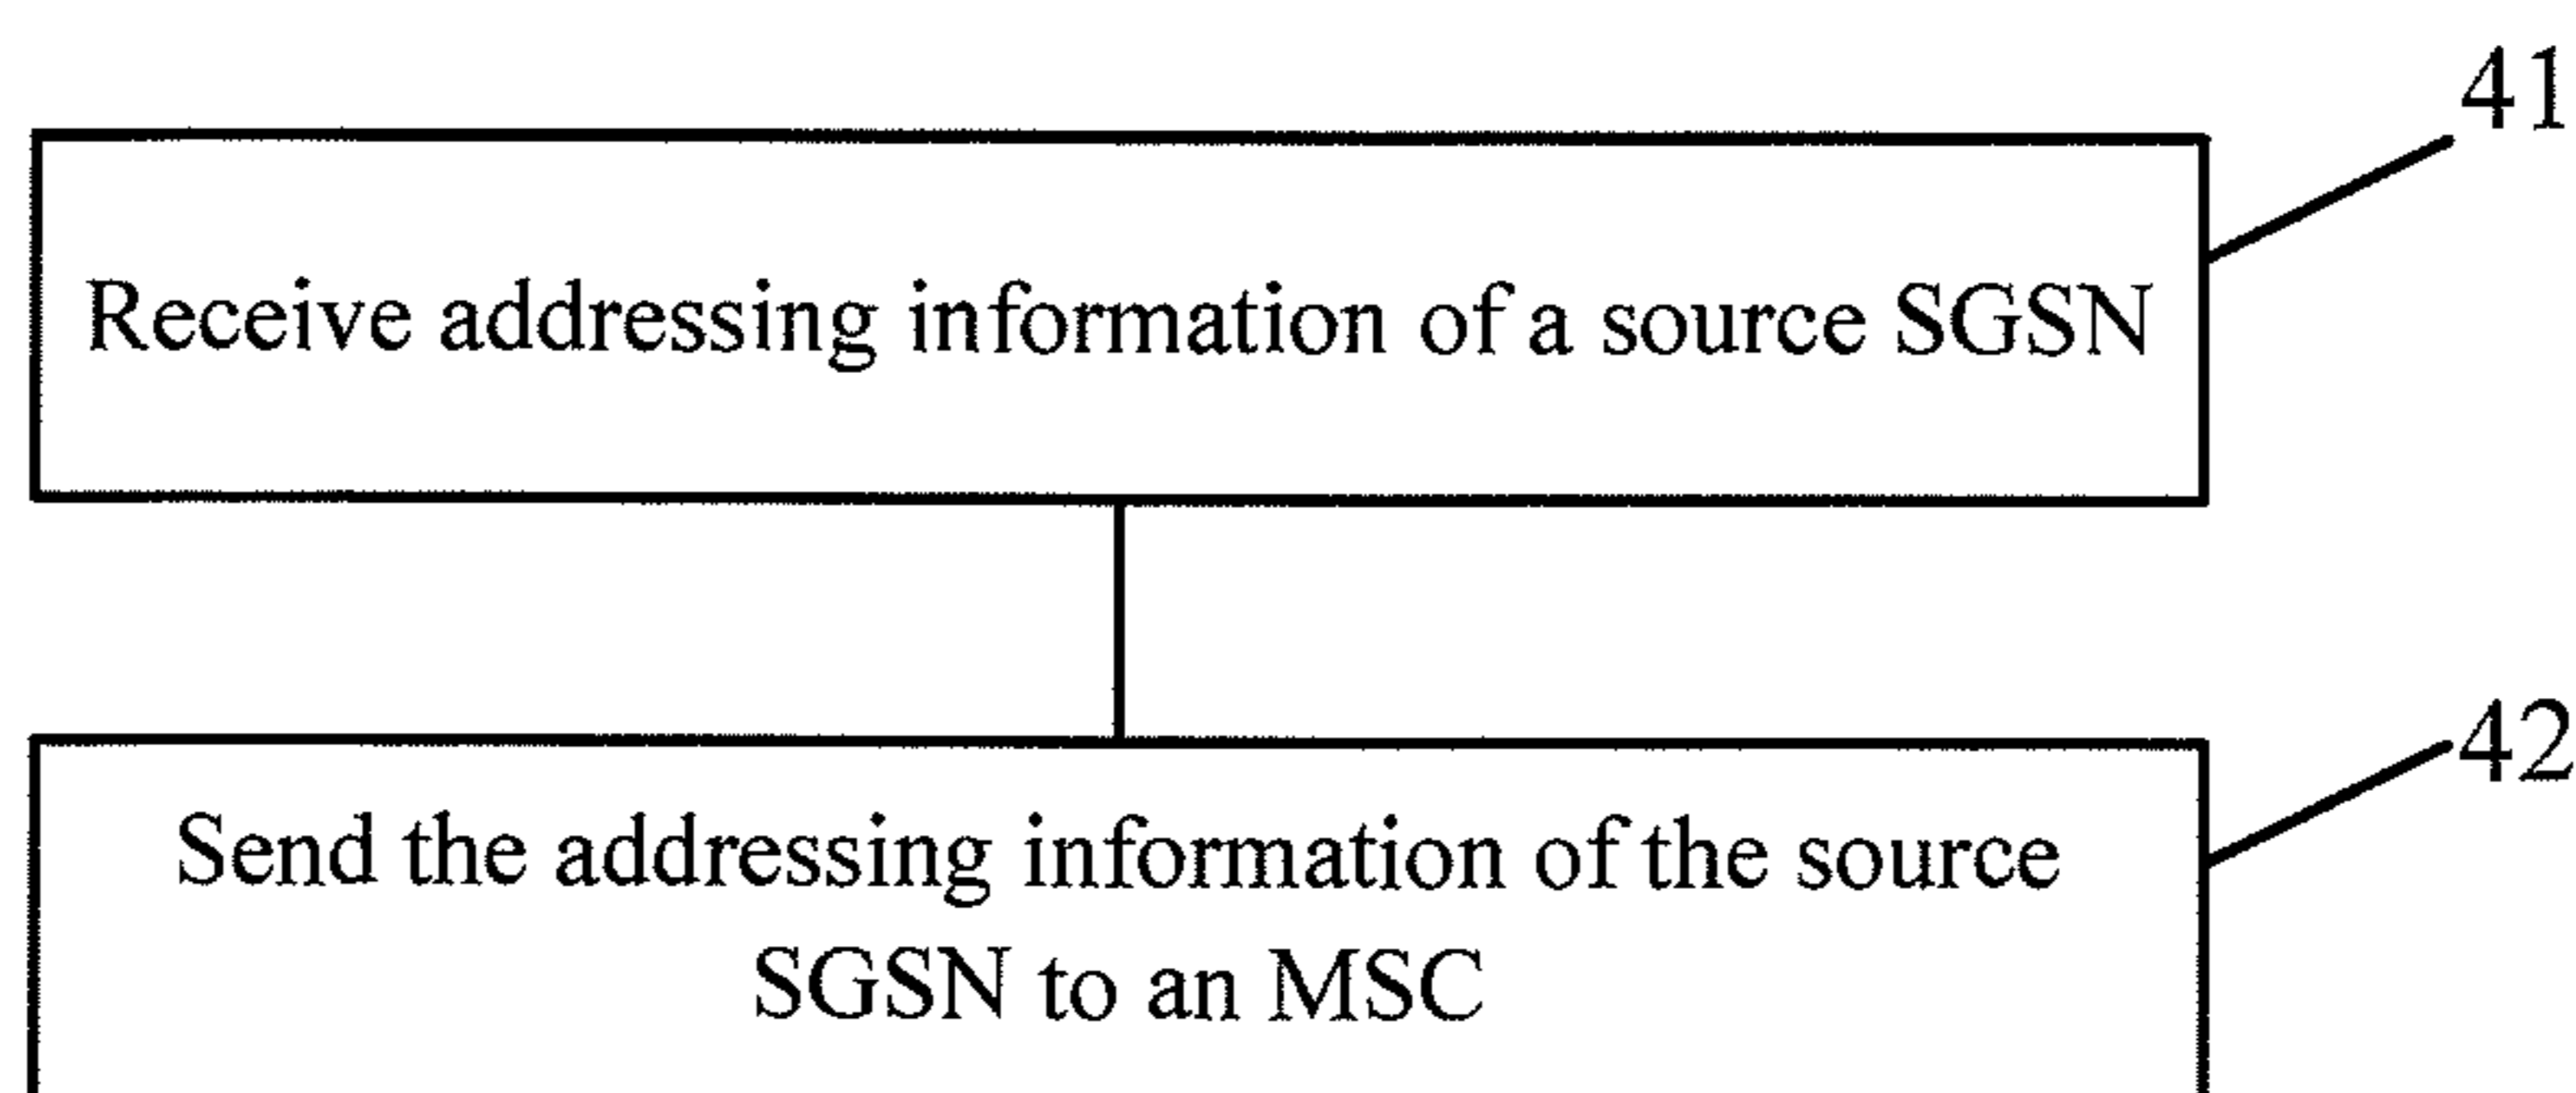 41
Receive addressing information of a source SGSN
42
Send the addressing information of the source
SGSN to an MSC